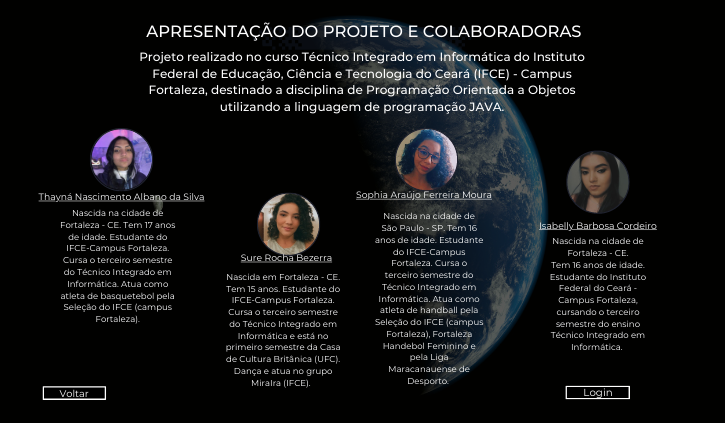 APRESENTAÇÃO DO PROJETO E COLABORADORAS
Projeto realizado no curso Técnico Integrado em Informática do Instituto
Federal de Educação, Ciência e Tecnologia do Ceará (IFCE) - Campus
Fortaleza, destinado a disciplina de Programação Orientada a Objetos
utilizando a linguagem de programação JAVA.
Thayná Nascimento Albano da Silva
Nascida na cidade de
Fortaleza - CE. Tem 17 anos
de idade. Estudante do
IFCE-Campus Fortaleza.
Cursa o terceiro semestre
do Técnico Integrado em
Informática. Atua como
atleta de basquetebol pela
Seleção do IFCE (campus
Fortaleza).
Sure Rocha Bezerra
Nascida em Fortaleza - CE.
Tem 15 anos. Estudante do
IFCE-Campus Fortaleza.
Cursa o terceiro semestre
do Técnico Integrado em
Informática e está no
primeiro semestre da Casa
de Cultura Britânica (UFC).
Dança e atua no grupo
MiraIra (IFCE).
Sophia Araújo Ferreira Moura
Nascida na cidade de
São Paulo - SP. Tem 16
anos de idade. Estudante
do IFCE-Campus
Fortaleza. Cursa o
terceiro semestre do
Técnico Integrado em
Informática. Atua como
atleta de handball pela
Seleção do IFCE (campus
Fortaleza), Fortaleza
Handebol Feminino e
pela Liga
Maracanauense de
Desporto.
Isabelly Barbosa Cordeiro
Nascida na cidade de
Fortaleza - CE.
Tem 16 anos de idade.
Estudante do Instituto
Federal do Ceará -
Campus Fortaleza,
cursando o terceiro
semestre do ensino
Técnico Integrado em
Informática.
Voltar
Login